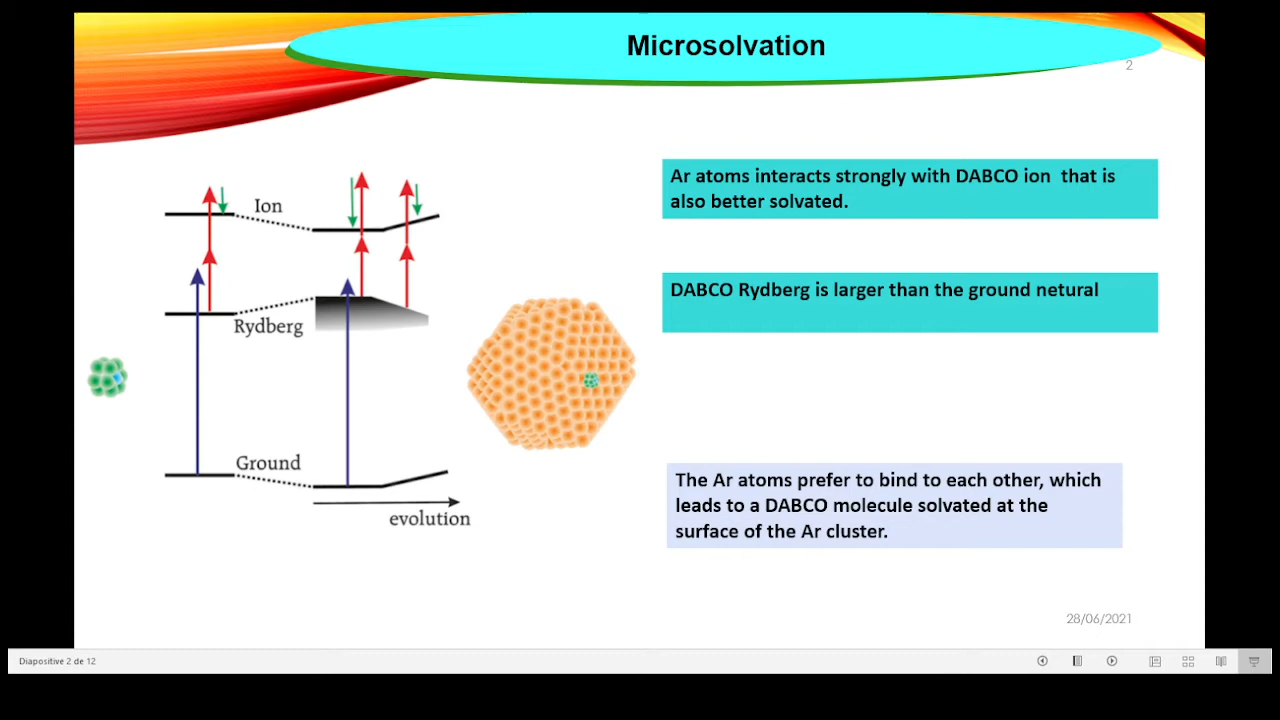 Microsolvation
2
Ar atoms interacts strongly with DABCO ion that is
also better solvated.
DABCO Rydberg is larger than the ground netural
The Ar atoms prefer to bind to each other, which
leads to a DABCO molecule solvated at the
surface of the Ar cluster.
Ion
Rydberg
Ground
evolution
28/06/2021
Diapositive 2 de 12